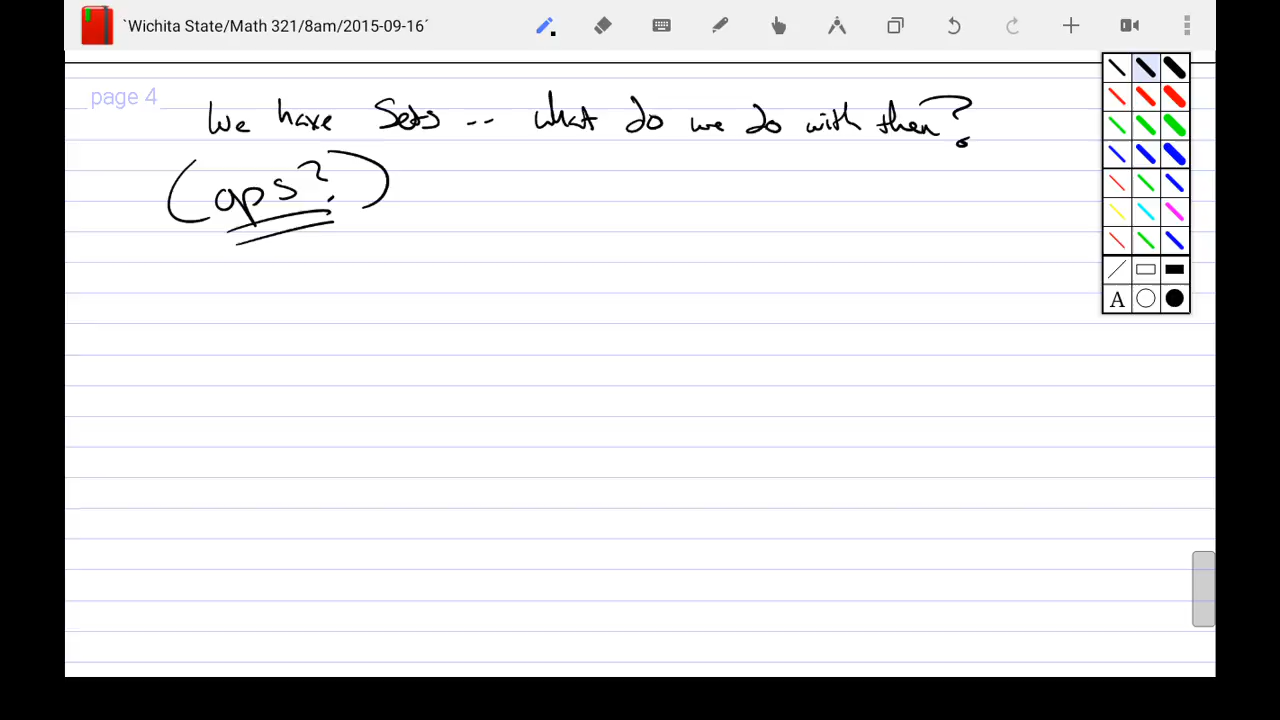 `Wichita State/Math 321/8am/2015-09-16´
page 4
We have Sets -- what do we do with them?
(ops?)
A